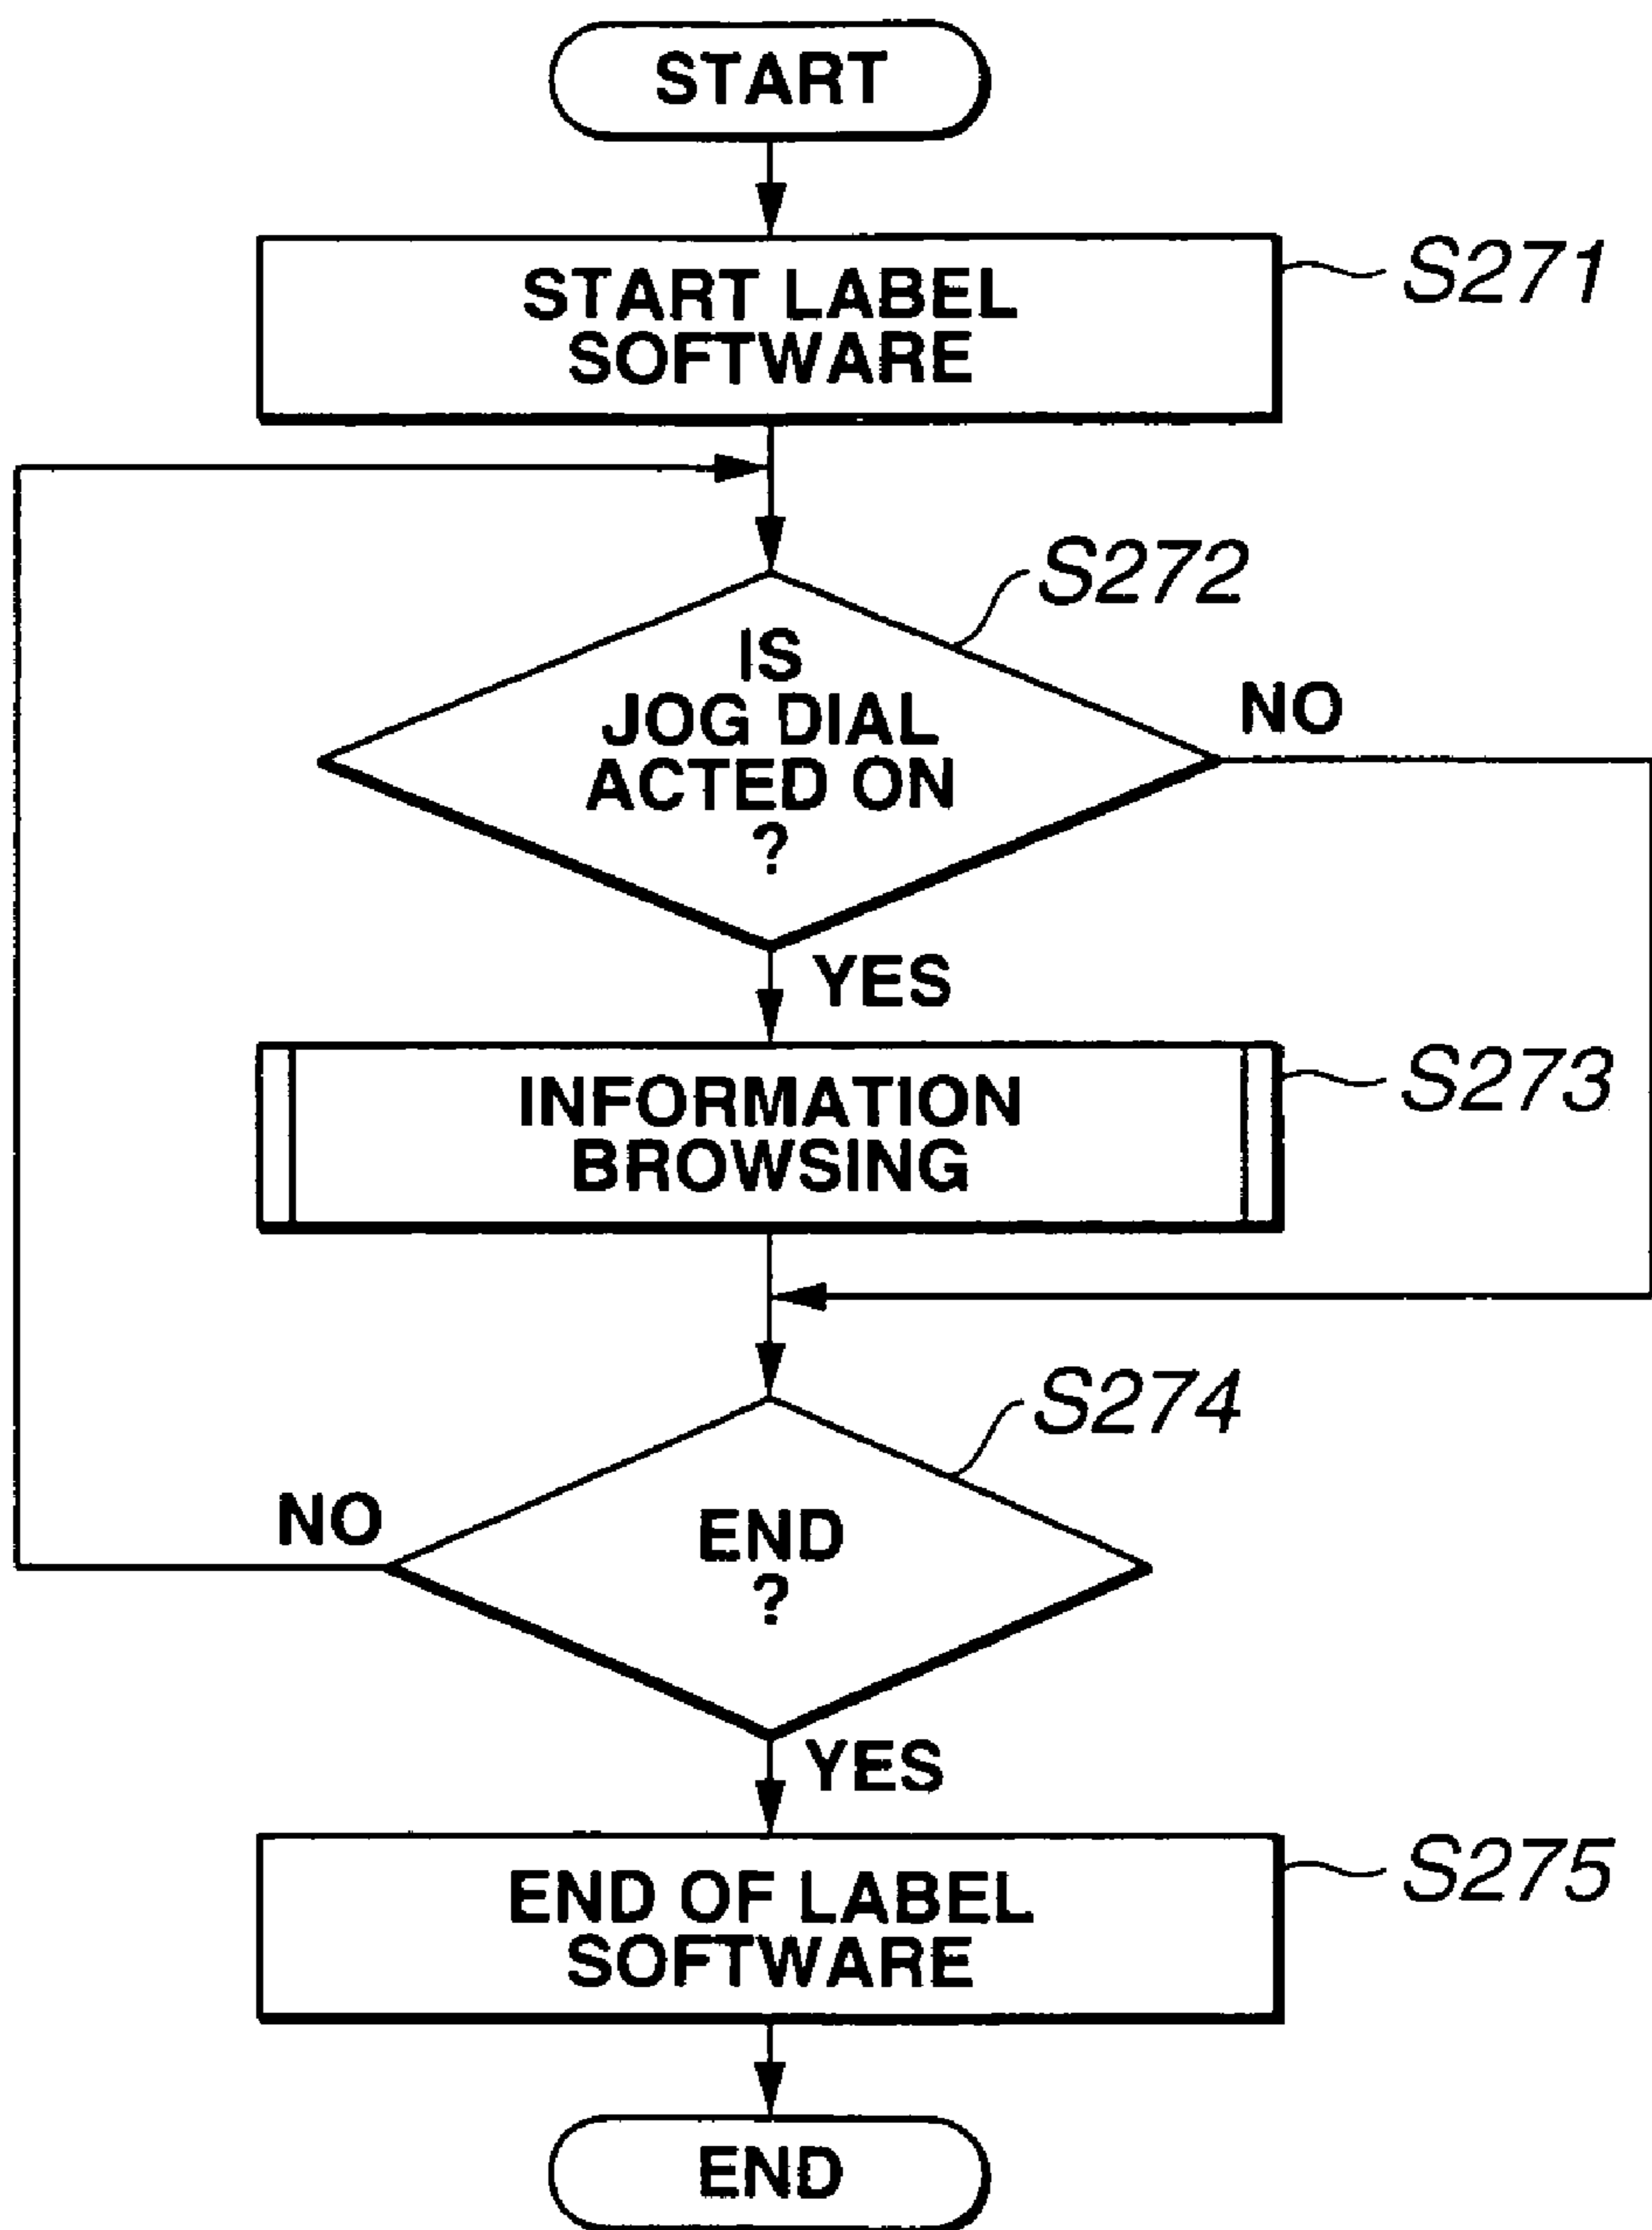 START
START LABEL
SOFTWARE
S271
S272
IS
JOG DIAL
ACTED ON
?
NO
YES
INFORMATION
BROWSING
S273
S274
NO
END
?
YES
END OF LABEL
SOFTWARE
S275
END